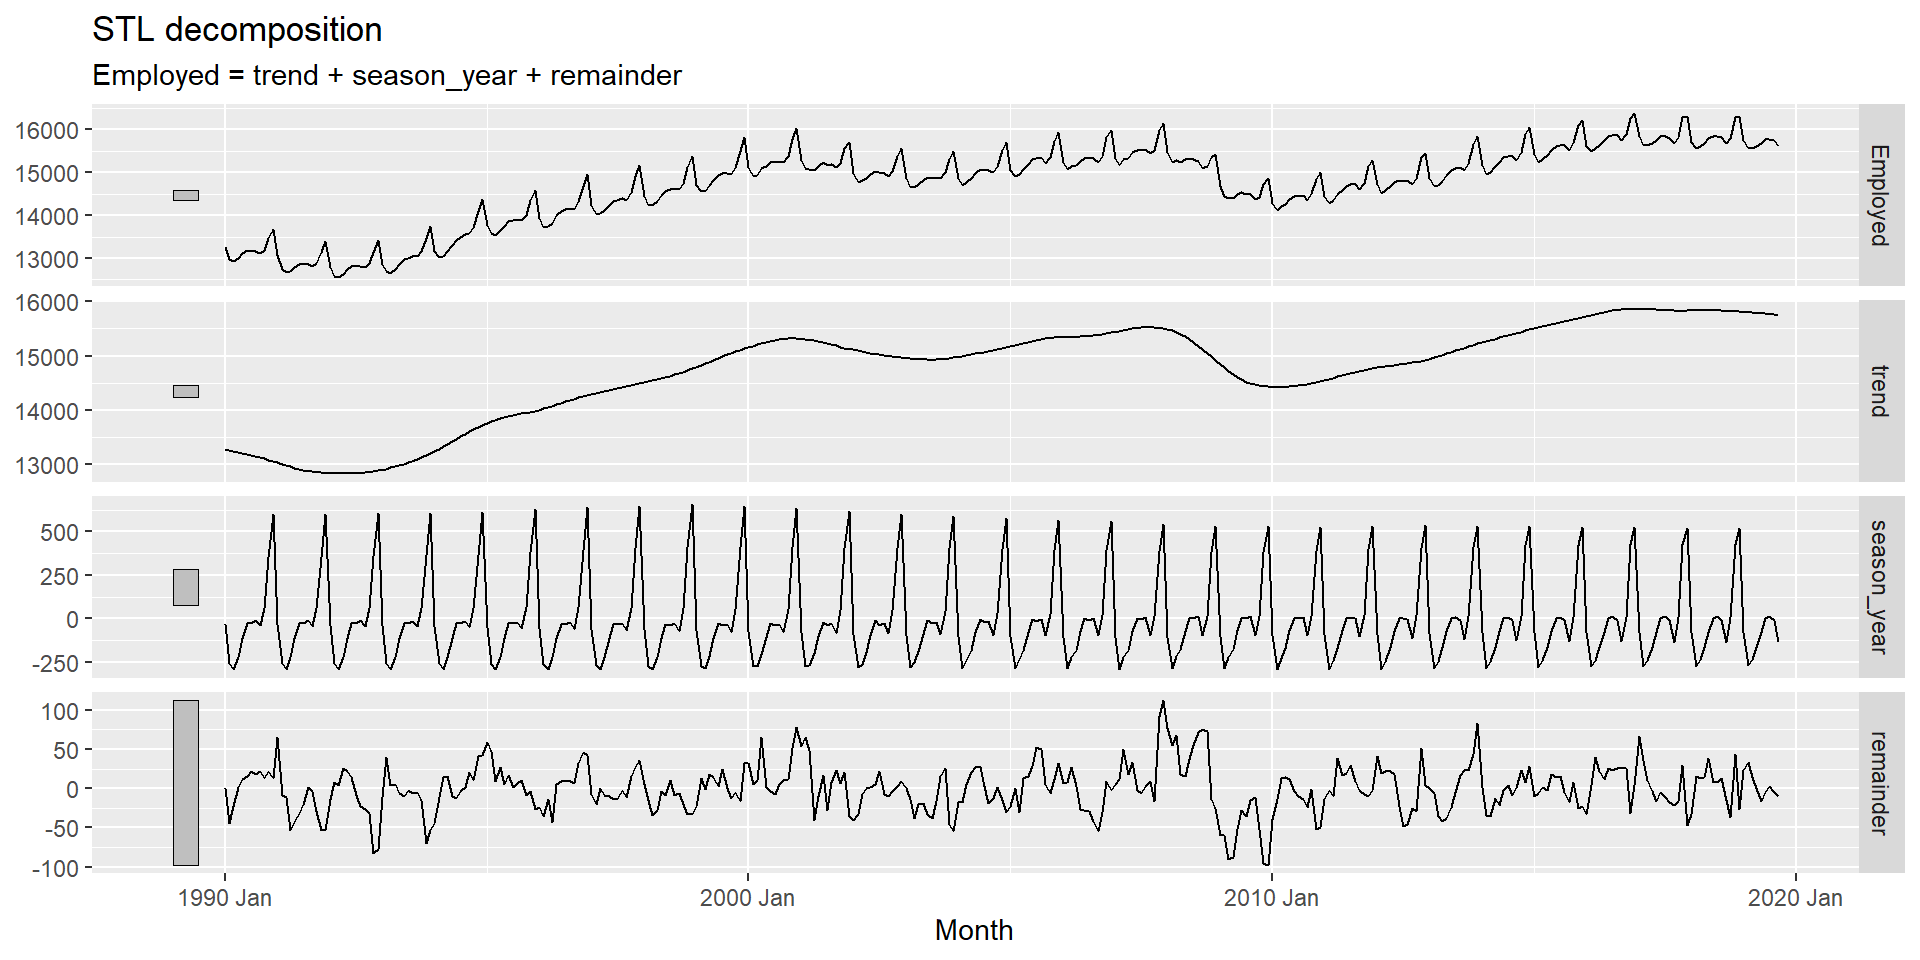 STL decomposition
Employed = trend + season_year + remainder
16000
15000
14000
13000
Employed
16000
15000
14000
13000
trend
500
250
0
-250
season_year
100
50
0
-50
-100
remainder
1990 Jan
2000 Jan
2010 Jan
2020 Jan
Month